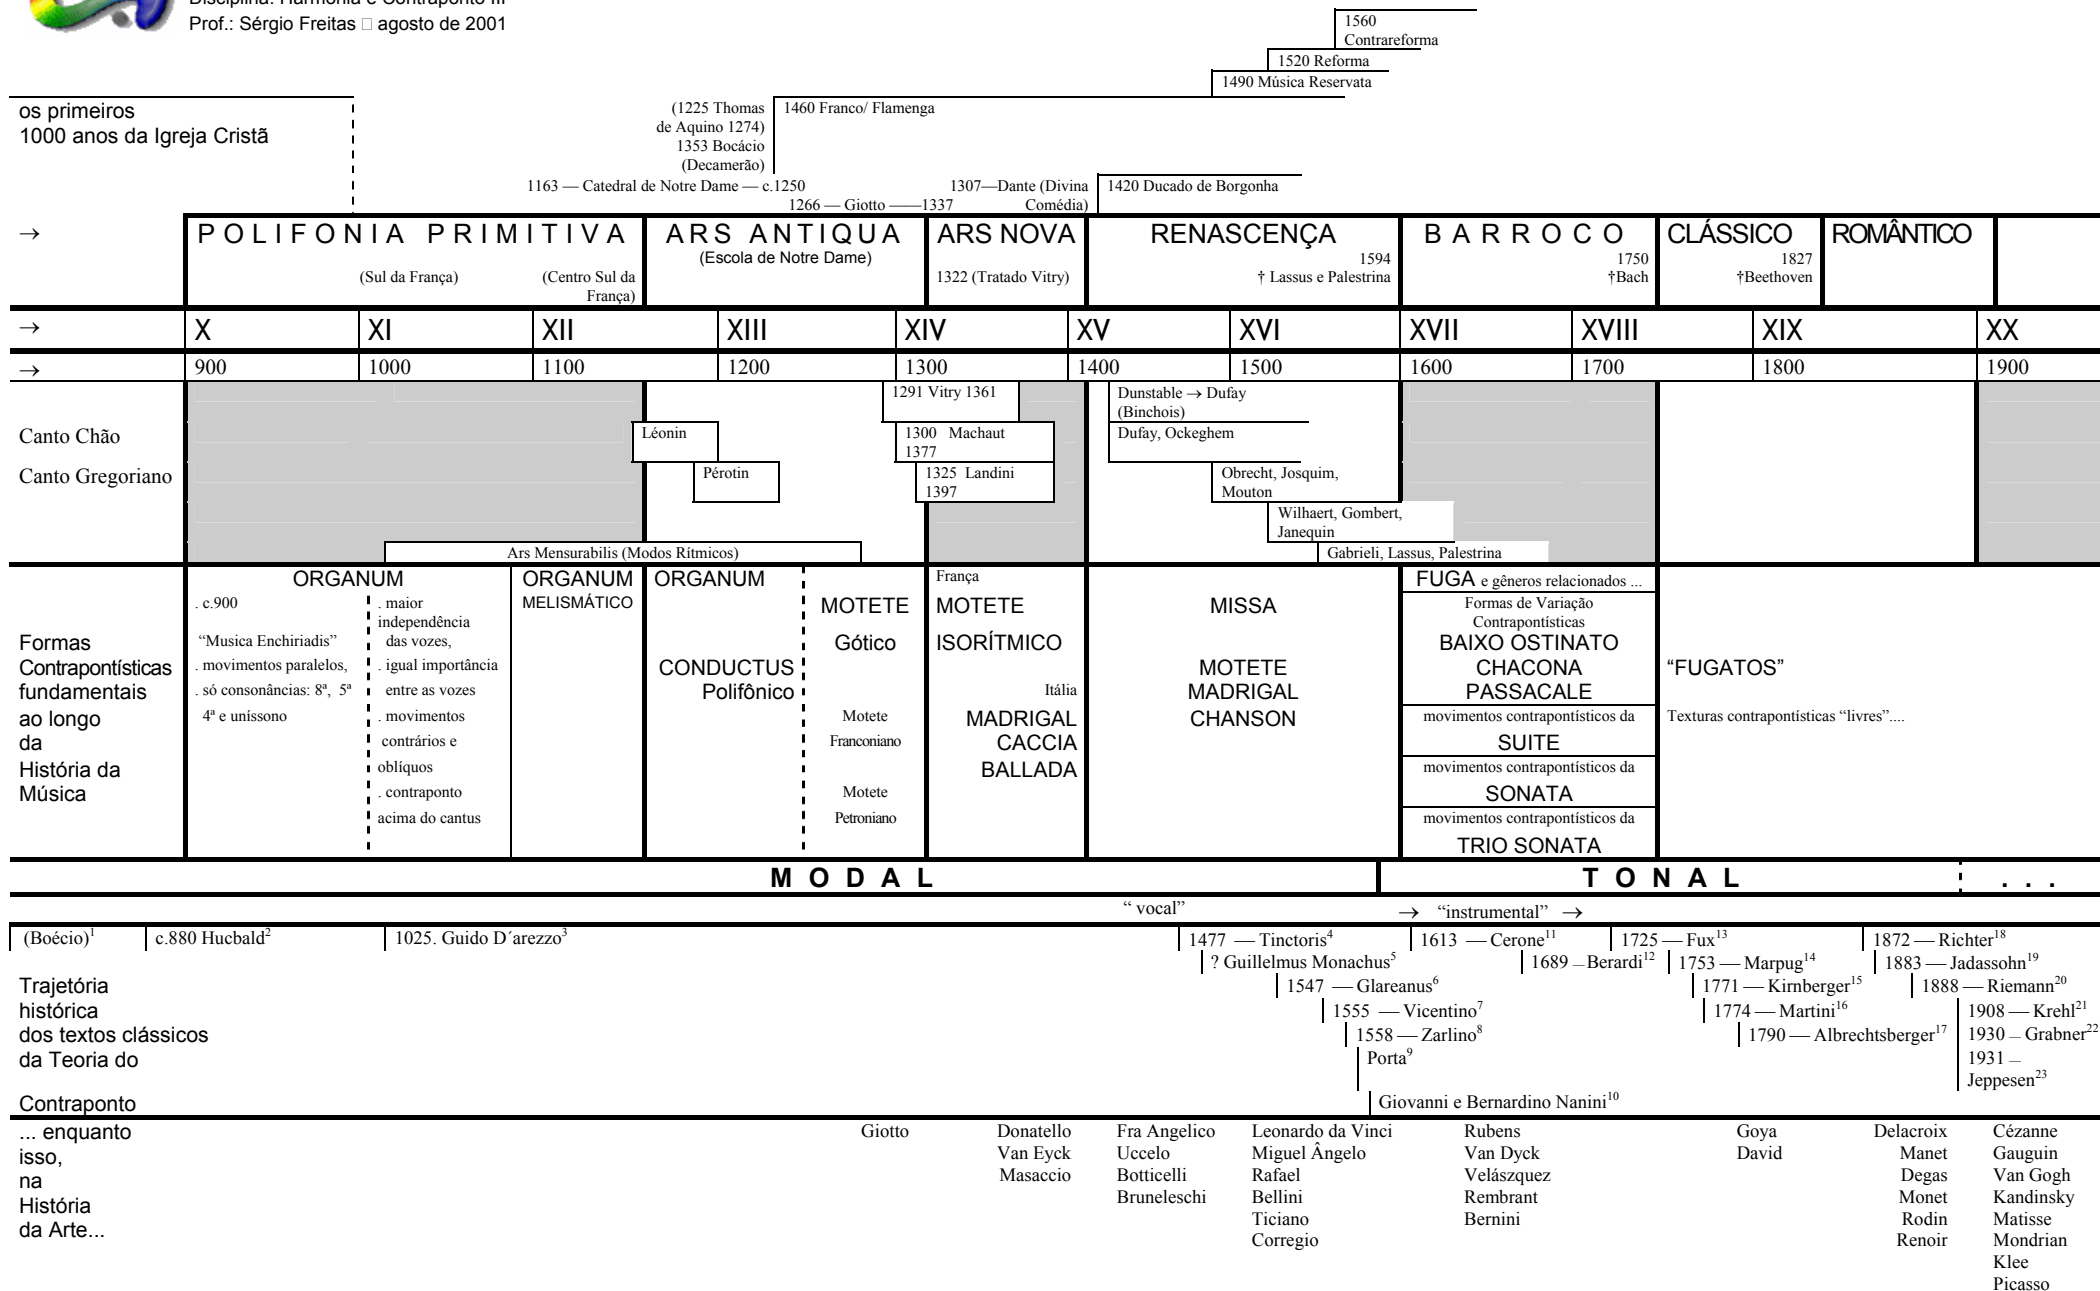 Prof.: Sérgio Freitas □ agosto de 2001
1560
Contrareforma
1520 Reforma
1490 Música Reservata
os primeiros
1000 anos da Igreja Cristã
(1225 Thomas
de Aquino 1274)
1353 Bocácio
(Decamerão)
1460 Franco/ Flamenga
1163 — Catedral de Notre Dame — c.1250
1266 — Giotto ——1337
1307—Dante (Divina
Comédia)
1420 Ducado de Borgonha
→
POLIFONIA PRIMITIVA
(Sul da França)
(Centro Sul da
França)
ARS ANTIQUA
(Escola de Notre Dame)
ARS NOVA
1322 (Tratado Vitry)
RENASCENÇA
1594
† Lassus e Palestrina
BARROCO
1750
†Bach
CLÁSSICO
1827
†Beethoven
ROMÂNTICO
→ X XI XII XIII XIV XV XVI XVII XVIII XIX XX
→ 900 1000 1100 1200 1300 1400 1500 1600 1700 1800 1900
Canto Chão
Canto Gregoriano
Léonin
Pérotin
1291 Vitry 1361
1300 Machaut
1377
1325 Landini
1397
Dunstable → Dufay
(Binchois)
Dufay, Ockeghem
Obrecht, Josquim,
Mouton
Wilhaert, Gombert,
Janequin
Ars Mensurabilis (Modos Rítmicos)
Gabrieli, Lassus, Palestrina
Formas
Contrapontísticas
fundamentais
ao longo
da
História da
Música
ORGANUM
. c.900
“Musica Enchiriadis”
. movimentos paralelos,
. só consonâncias: 8ª, 5ª
4ª e uníssono
. maior
independência
das vozes,
. igual importância
entre as vozes
. movimentos
contrários e
oblíquos
. contraponto
acima do cantus
ORGANUM
MELISMÁTICO
ORGANUM
CONDUCTUS
Polifônico
MOTETE
Gótico
Motete
Franconiano
Motete
Petroniano
França
MOTETE
ISORÍTMICO
Itália
MADRIGAL
CACCIA
BALLADA
MISSA
MOTETE
MADRIGAL
CHANSON
FUGA e gêneros relacionados ...
Formas de Variação
Contrapontísticas
BAIXO OSTINATO
CHACONA
PASSACALE
movimentos contrapontísticos da
SUITE
movimentos contrapontísticos da
SONATA
movimentos contrapontísticos da
TRIO SONATA
“FUGATOS”
Texturas contrapontísticas “livres”....
MODAL
TONAL
. . .
“ vocal”
→ “instrumental” →
Trajetória
histórica
dos textos clássicos
da Teoria do
Contraponto
(Boécio)1
c.880 Hucbald2
1025. Guido D´arezzo3
1477 — Tinctoris4
? Guillelmus Monachus5
1547 — Glareanus6
1555 — Vicentino7
1558 — Zarlino8
Porta9
Giovanni e Bernardino Nanini10
1613 — Cerone11
1689 – Berardi12
1725 — Fux13
1753 — Marpug14
1771 — Kirnberger15
1774 — Martini16
1790 — Albrechtsberger17
1872 — Richter18
1883 — Jadassohn19
1888 — Riemann20
1908 — Krehl21
1930 – Grabner22
1931 –
Jeppesen23
... enquanto
isso,
na
História
da Arte...
Giotto
Donatello
Van Eyck
Masaccio
Fra Angelico
Uccelo
Botticelli
Bruneleschi
Leonardo da Vinci
Miguel Ângelo
Rafael
Bellini
Ticiano
Corregio
Rubens
Van Dyck
Velászquez
Rembrant
Bernini
Goya
David
Delacroix
Manet
Degas
Monet
Rodin
Renoir
Cézanne
Gauguin
Van Gogh
Kandinsky
Matisse
Mondrian
Klee
Picasso